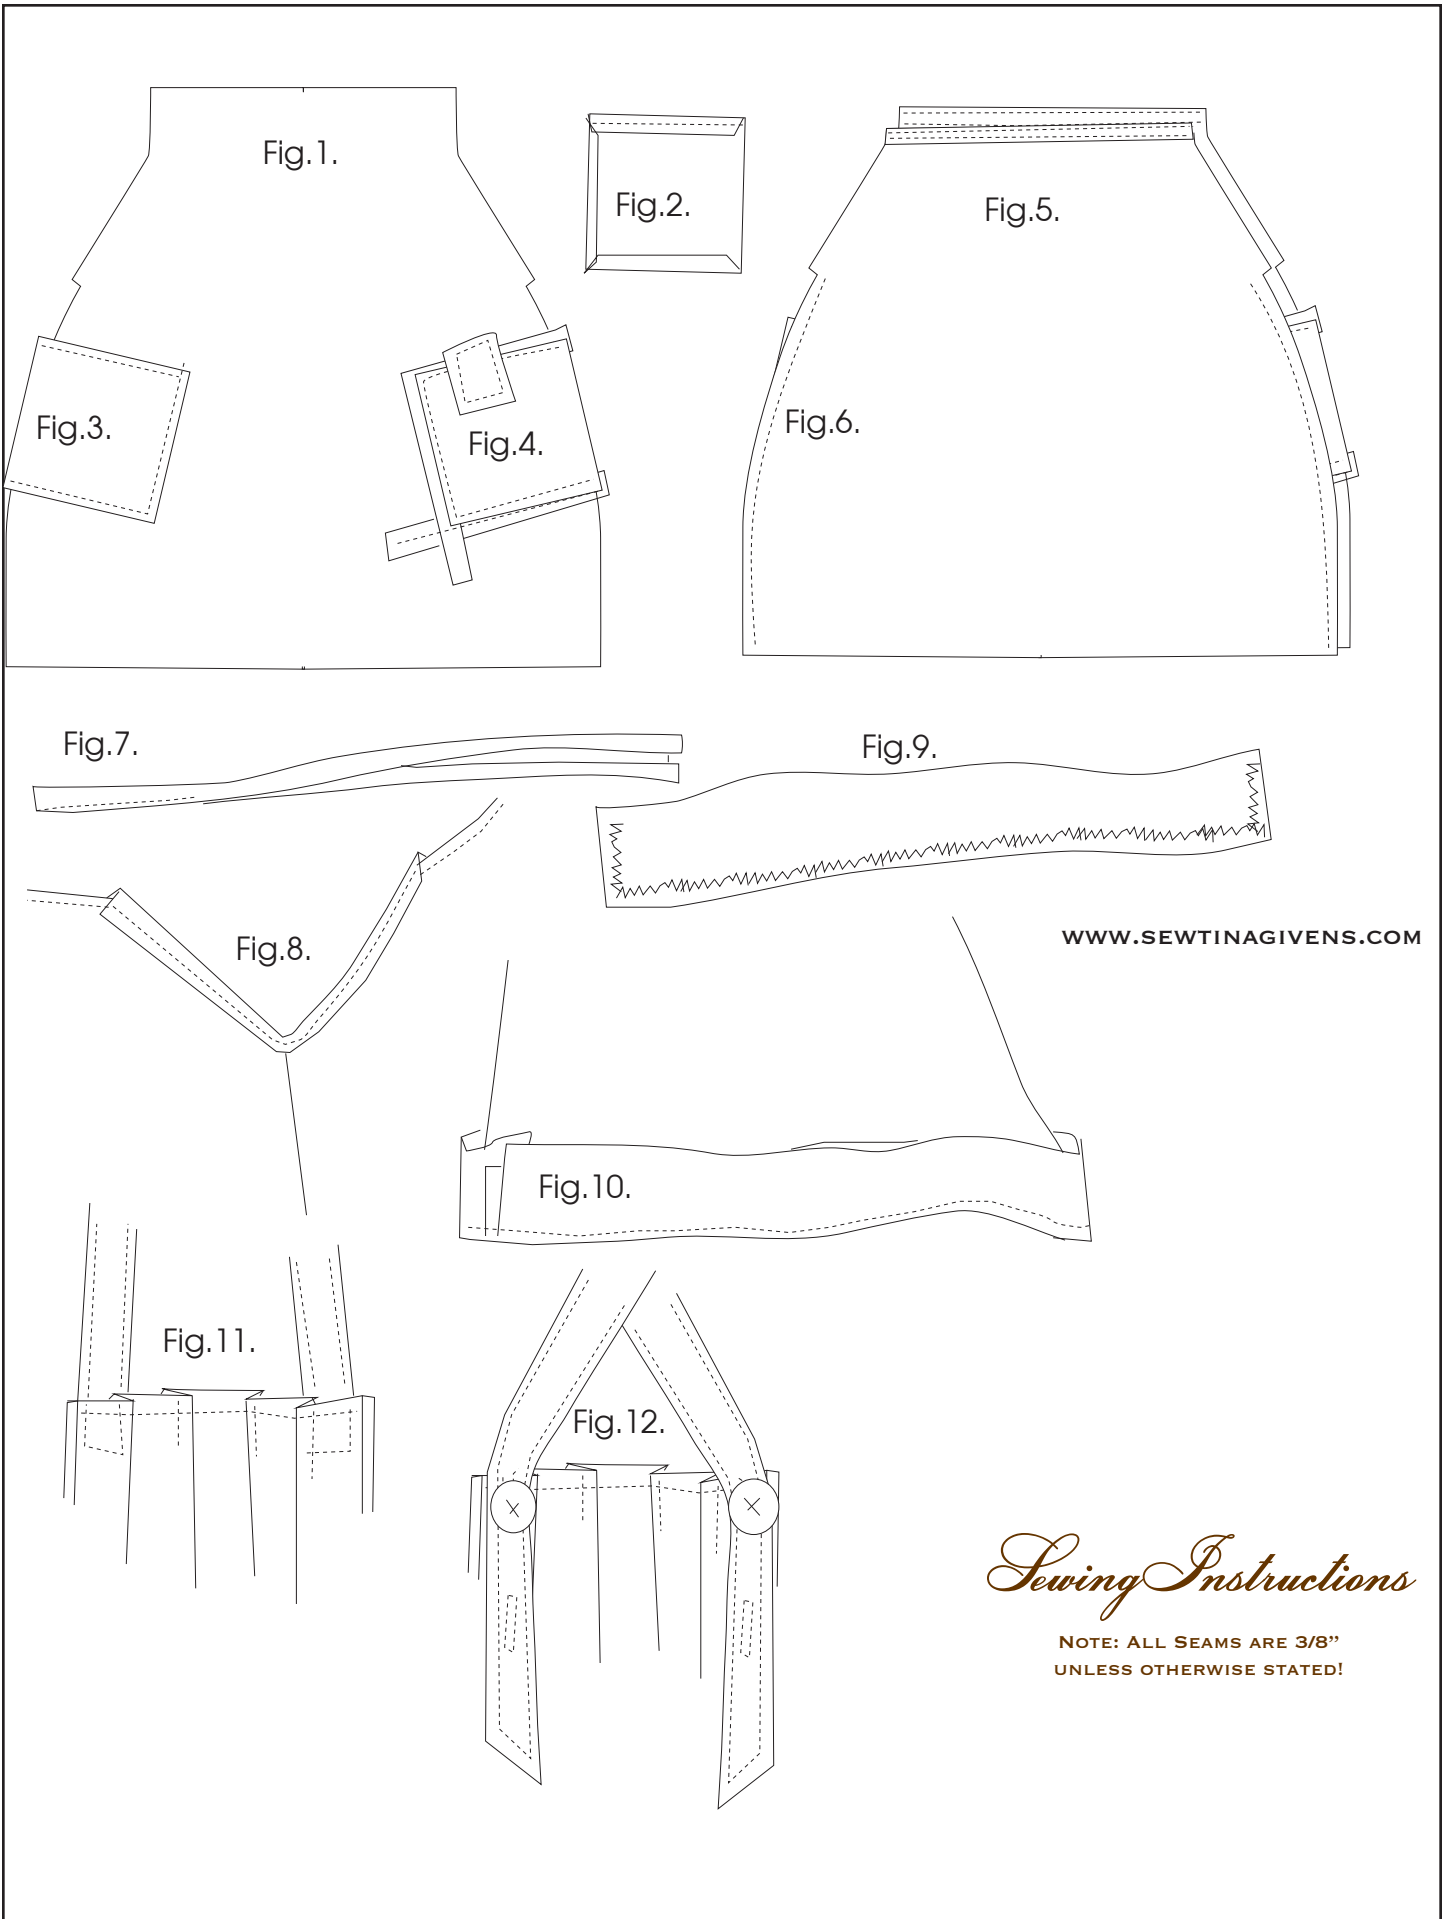 Fig.1.
Fig.2.
Fig.5.
Fig.3.
Fig.4.
Fig.6.
Fig.7.
Fig.9.
Fig.8.
WWW.SEWTINAGIVENS.COM
Fig.10.
Fig.11.
Fig.12.
Sewing Instructions
NOTE: ALL SEAMS ARE 3/8”
UNLESS OTHERWISE STATED!